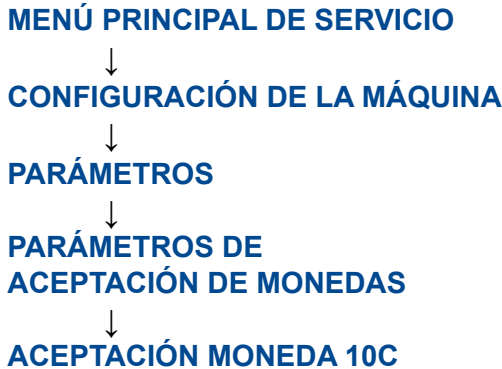 MENÚ PRINCIPAL DE SERVICIO
↓
CONFIGURACIÓN DE LA MÁQUINA
↓
PARÁMETROS
↓
PARÁMETROS DE
ACEPTACIÓN DE MONEDAS
↓
ACEPTACIÓN MONEDA 10C